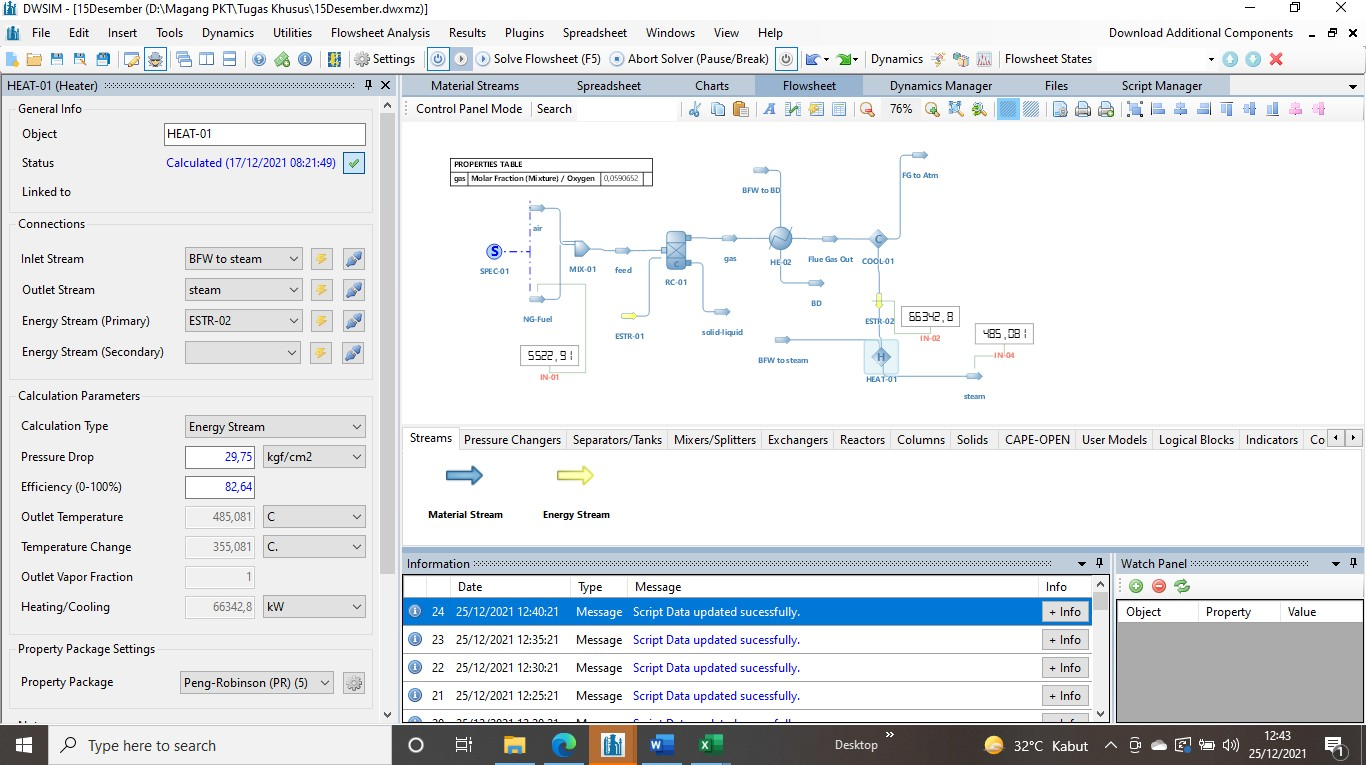 DWSIM - [15Desember (D:\Magang PKT\Tugas Khusus\15Desember.dwxmz)]
File Edit Insert Tools Dynamics Utilities Flowsheet Analysis Results Plugins Spreadsheet Windows View Help Download Additional Components
Settings Solve Flowsheet (F5) Abort Solver (Pause/Break) Dynamics Flowsheet States
HEAT-01 (Heater)
General Info
Object HEAT-01
Status Calculated (17/12/2021 08:21:49)
Linked to
Connections
Inlet Stream BFW to steam
Outlet Stream steam
Energy Stream (Primary) ESTR-02
Energy Stream (Secondary)
Calculation Parameters
Calculation Type Energy Stream
Pressure Drop 29,75 kgf/cm2
Efficiency (0-100%) 82,64
Outlet Temperature 485,081 C
Temperature Change 355,081 C.
Outlet Vapor Fraction 1
Heating/Cooling 66342,8 kW
Property Package Settings
Property Package Peng-Robinson (PR) (5)
Material Streams Spreadsheet Charts Flowsheet Dynamics Manager Files Script Manager
Control Panel Mode Search A 76%
PROPERTIES TABLE
gas Molar Fraction (Mixture) / Oxygen 0,0590652
BFW to BD
FG to Atm
air
S
SPEC-01
MIX-01
feed
RC-01
C
gas
HE-02
Flue Gas Out
C
COOL-01
NG-Fuel
ESTR-01
solid-liquid
BD
ESTR-02
66342,8
IN-02
485,081
IN-04
5522,91
IN-01
BFW to steam
H
HEAT-01
steam
Streams Pressure Changers Separators/Tanks Mixers/Splitters Exchangers Reactors Columns Solids CAPE-OPEN User Models Logical Blocks Indicators Co
Material Stream Energy Stream
Information
Date Type Message Info
24 25/12/2021 12:40:21 Message Script Data updated sucessfully. + Info
23 25/12/2021 12:35:21 Message Script Data updated sucessfully. + Info
22 25/12/2021 12:30:21 Message Script Data updated sucessfully. + Info
21 25/12/2021 12:25:21 Message Script Data updated sucessfully. + Info
Watch Panel
Object Property Value
Type here to search
Desktop
32°C Kabut
12:43
25/12/2021
1